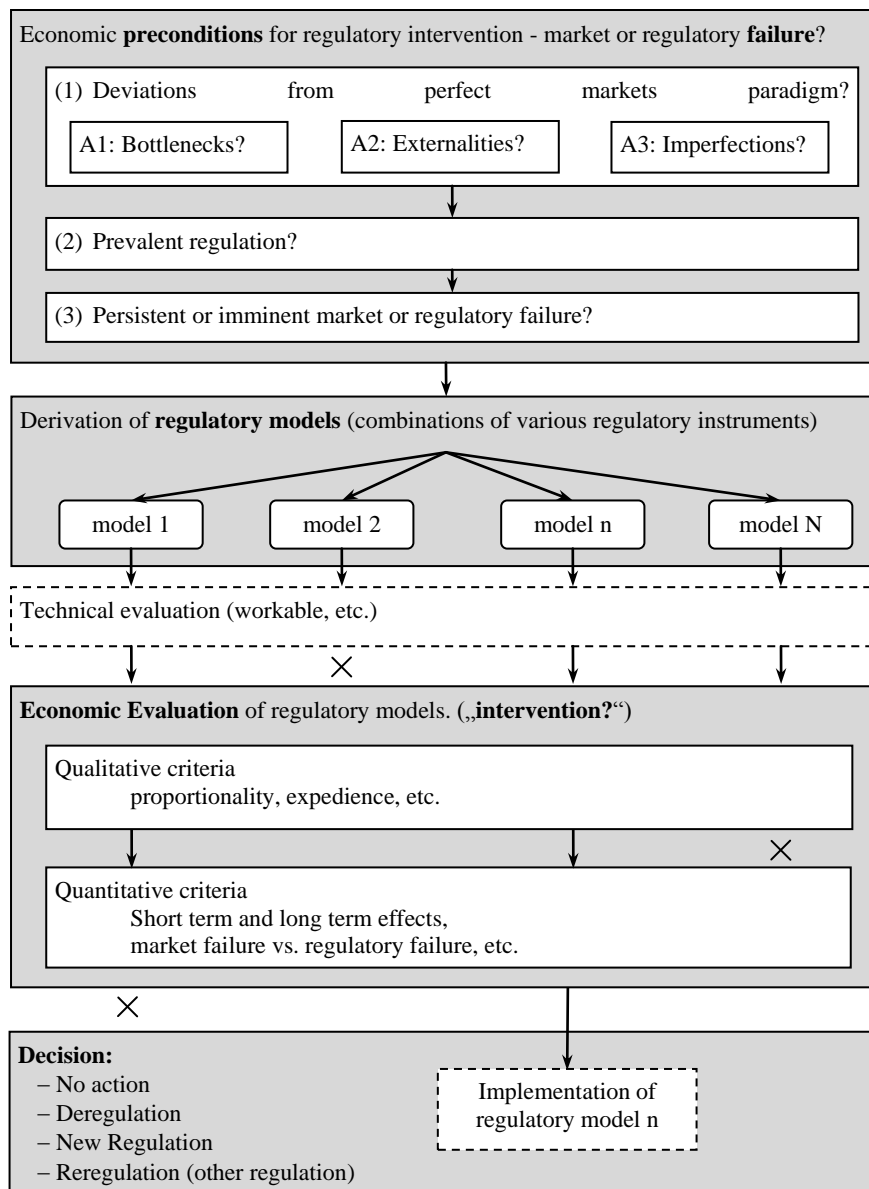 Economic preconditions for regulatory intervention - market or regulatory failure?
(1) Deviations from perfect markets paradigm?
A1: Bottlenecks?
A2: Externalities?
A3: Imperfections?
(2) Prevalent regulation?
(3) Persistent or imminent market or regulatory failure?
Derivation of regulatory models (combinations of various regulatory instruments)
model 1
model 2
model n
model N
Technical evaluation (workable, etc.)
Economic Evaluation of regulatory models. („intervention?“)
Qualitative criteria
proportionality, expedience, etc.
Quantitative criteria
Short term and long term effects,
market failure vs. regulatory failure, etc.
Decision:
– No action
– Deregulation
– New Regulation
– Reregulation (other regulation)
Implementation of
regulatory model n